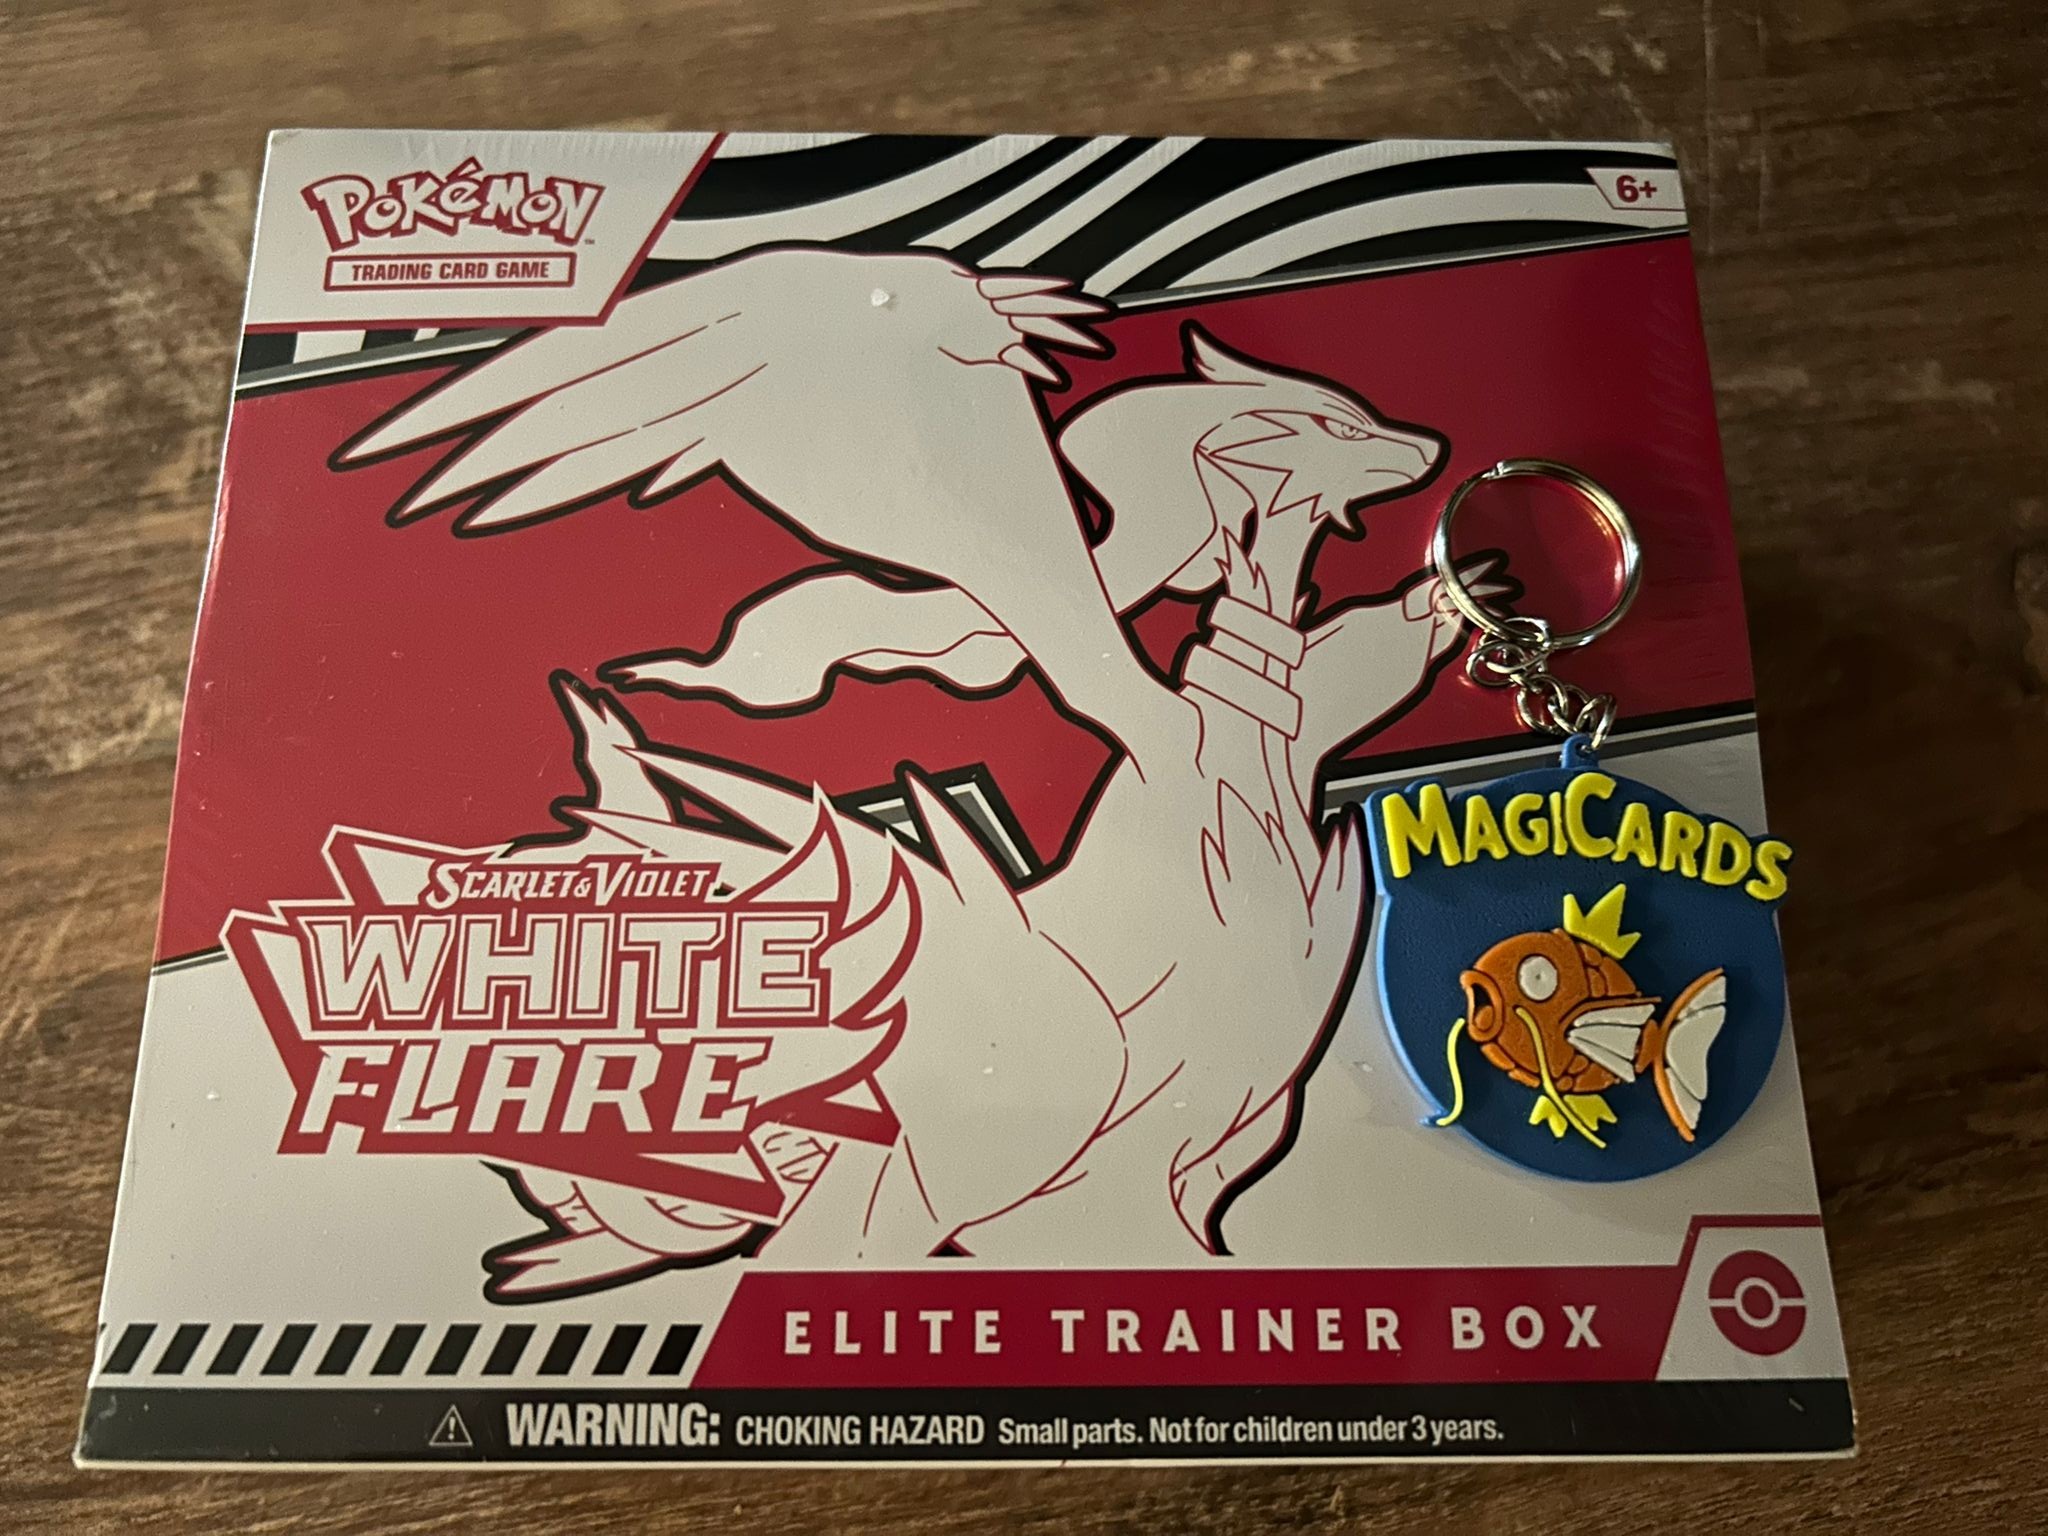 POKéMON™
TRADING CARD GAME
6+
MAGICARDS
SCARLET & VIOLET
WHITE
FLARE
ELITE TRAINER BOX
WARNING: CHOKING HAZARD Small parts. Not for children under 3 years.